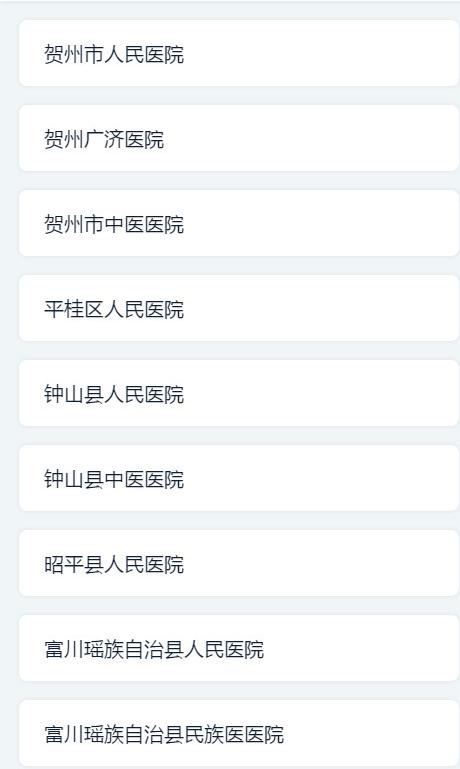 贺州市人民医院
贺州广济医院
贺州市中医医院
平桂区人民医院
钟山县人民医院
钟山县中医医院
昭平县人民医院
富川瑶族自治县人民医院
富川瑶族自治县民族医医院